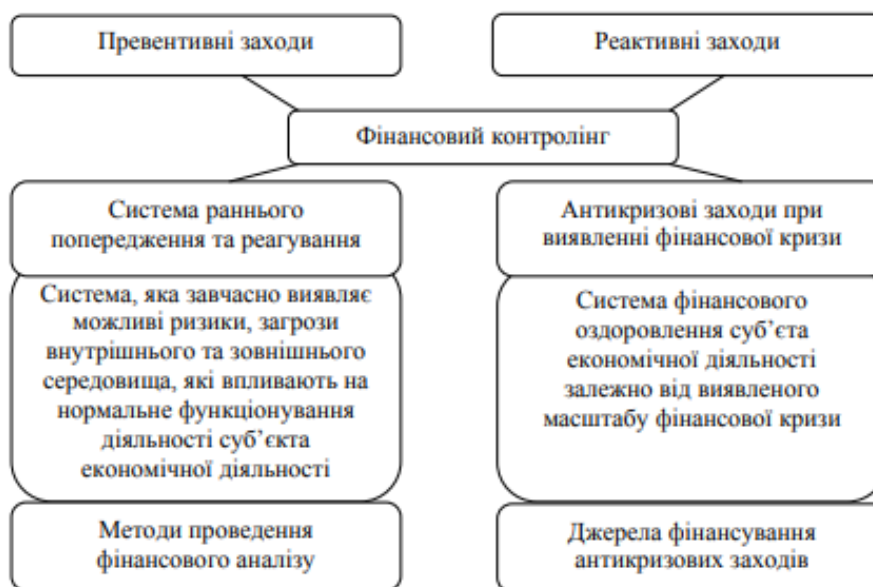 Превентивні заходи
Реактивні заходи
Фінансовий контролінг
Система раннього
попередження та реагування
Антикризові заходи при
виявленні фінансової кризи
Система, яка завчасно виявляє
можливі ризики, загрози
внутрішнього та зовнішнього
середовища, які впливають на
нормальне функціонування
діяльності суб’єкта
економічної діяльності
Система фінансового
оздоровлення суб’єта
економічної діяльності
залежно від виявленого
масштабу фінансової кризи
Методи проведення
фінансового аналізу
Джерела фінансування
антикризових заходів